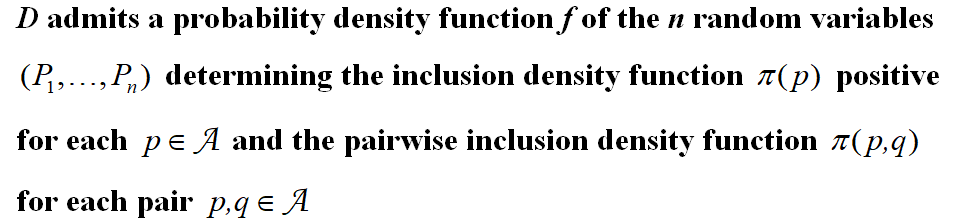 D admits a probability density function f of the n random variables
(P₁,…,Pₙ) determining the inclusion density function π(p) positive
for each p ∈ 𝒜 and the pairwise inclusion density function π(p,q)
for each pair p,q ∈ 𝒜